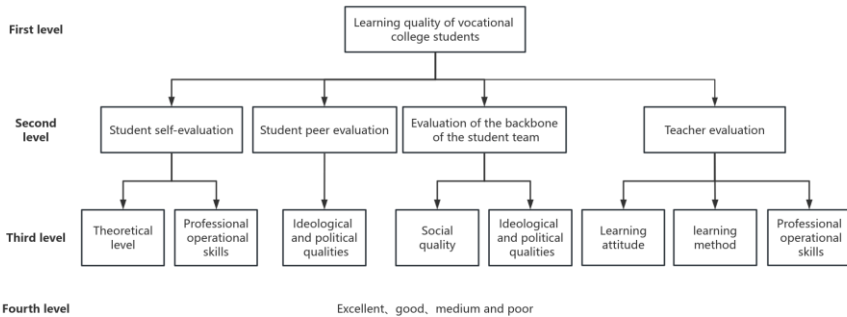 First level
Learning quality of vocational
college students
Second
level
Student self-evaluation
Student peer evaluation
Evaluation of the backbone
of the student team
Teacher evaluation
Third level
Theoretical
level
Professional
operational
skills
Ideological
and political
qualities
Social
quality
Ideological
and political
qualities
Learning
attitude
learning
method
Professional
operational
skills
Fourth level
Excellent、good、medium and poor